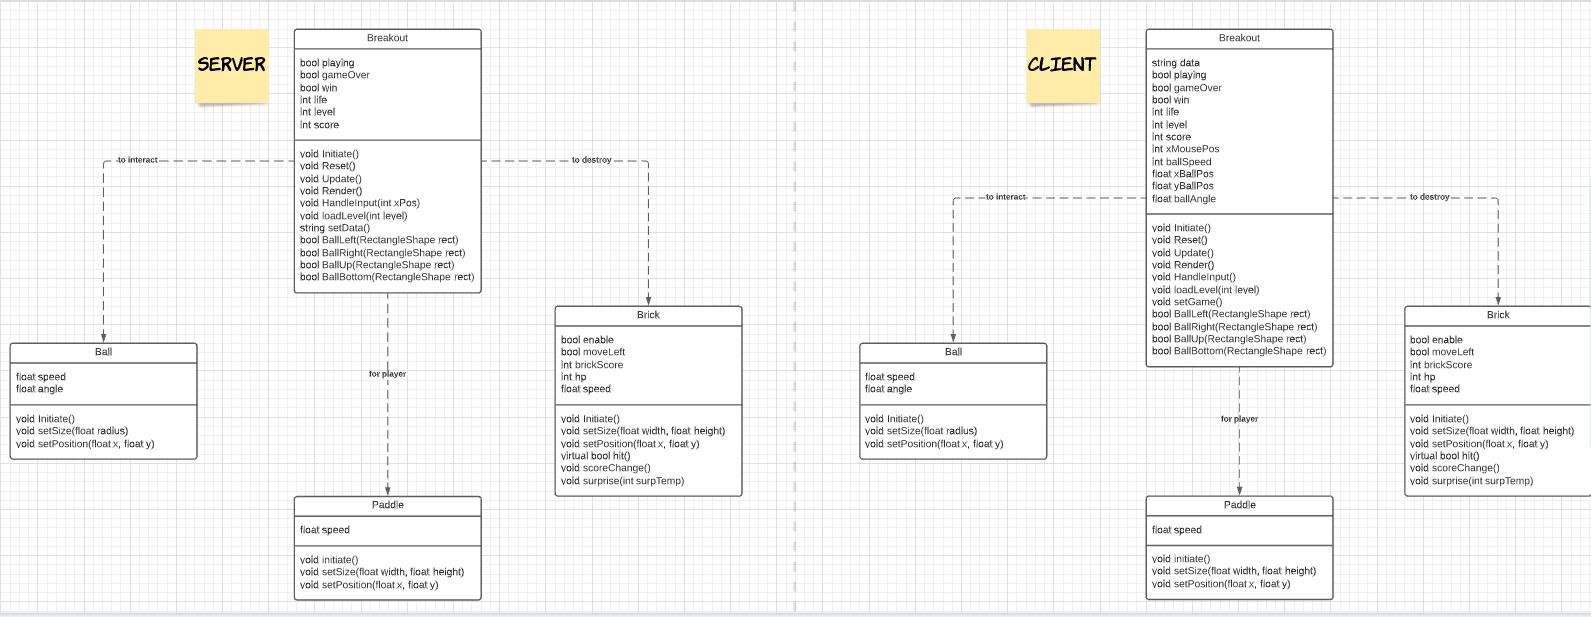 SERVER
Breakout
bool playing
bool gameOver
bool win
int life
int level
int score
void Initiate()
void Reset()
void Update()
void Render()
void HandleInput(int xPos)
void loadLevel(int level)
string setData()
bool BallLeft(RectangleShape rect)
bool BallRight(RectangleShape rect)
bool BallUp(RectangleShape rect)
bool BallBottom(RectangleShape rect)
to interact
to destroy
for player
Ball
float speed
float angle
void Initiate()
void setSize(float radius)
void setPosition(float x, float y)
Brick
bool enable
bool moveLeft
int brickScore
int hp
float speed
void Initiate()
void setSize(float width, float height)
void setPosition(float x, float y)
virtual bool hit()
void scoreChange()
void surprise(int surpTemp)
Paddle
float speed
void initiate()
void setSize(float width, float height)
void setPosition(float x, float y)
CLIENT
Breakout
string data
bool playing
bool gameOver
bool win
int life
int level
int score
int xMousePos
int ballSpeed
float xBallPos
float yBallPos
float ballAngle
void Initiate()
void Reset()
void Update()
void Render()
void HandleInput()
void loadLevel(int level)
void setGame()
bool BallLeft(RectangleShape rect)
bool BallRight(RectangleShape rect)
bool BallUp(RectangleShape rect)
bool BallBottom(RectangleShape rect)
to interact
to destroy
for player
Ball
float speed
float angle
void Initiate()
void setSize(float radius)
void setPosition(float x, float y)
Brick
bool enable
bool moveLeft
int brickScore
int hp
float speed
void Initiate()
void setSize(float width, float height)
void setPosition(float x, float y)
virtual bool hit()
void scoreChange()
void surprise(int surpTemp)
Paddle
float speed
void initiate()
void setSize(float width, float height)
void setPosition(float x, float y)